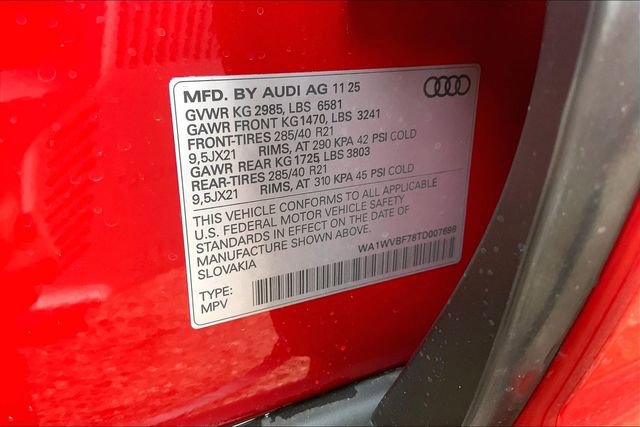 MFD. BY AUDI AG 11 25
GVWR KG 2985, LBS 6581
GAWR FRONT KG 1470, LBS 3241
FRONT-TIRES 285/40 R21
9,5JX21 RIMS, AT 290 KPA 42 PSI COLD
GAWR REAR KG 1725, LBS 3803
REAR-TIRES 285/40 R21
9,5JX21 RIMS, AT 310 KPA 45 PSI COLD
THIS VEHICLE CONFORMS TO ALL APPLICABLE
U.S. FEDERAL MOTOR VEHICLE SAFETY
STANDARDS IN EFFECT ON THE DATE OF
MANUFACTURE SHOWN ABOVE.
SLOVAKIA
WA1WVBF78TD007698
TYPE:
MPV